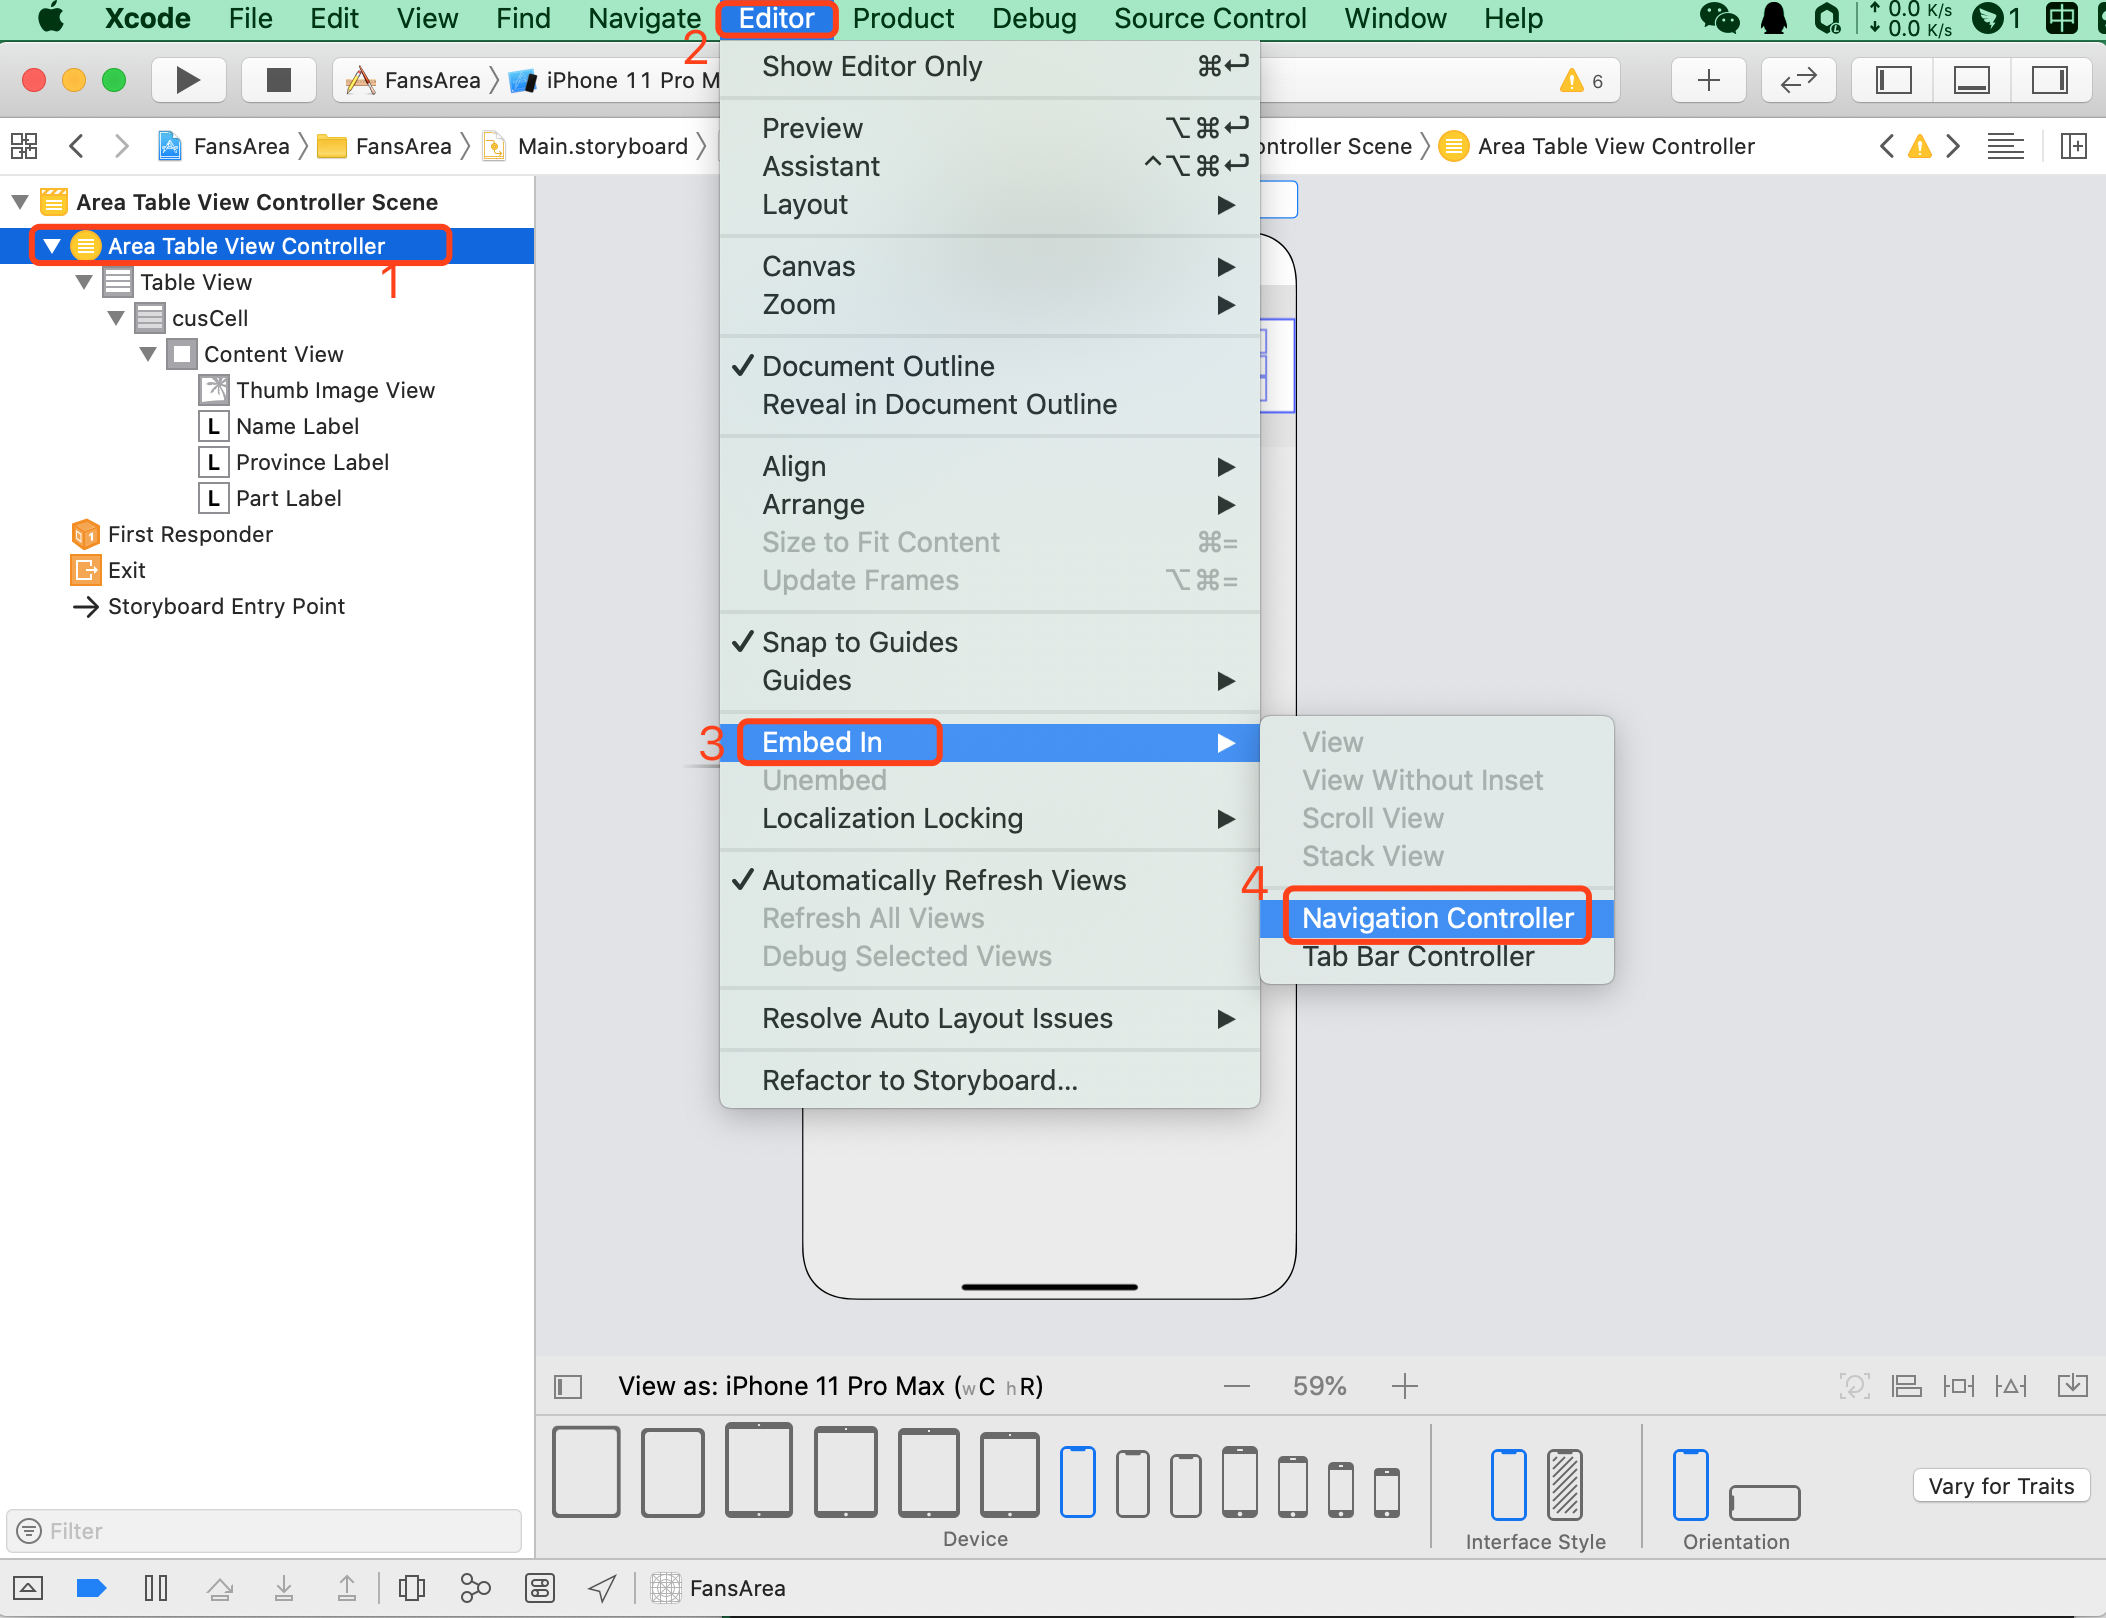 Xcode File Edit View Find Navigate Editor Product Debug Source Control Window Help
0.0 K/s
0.0 K/s
1
中
2
FansArea
iPhone 11 Pro M
6
FansArea
FansArea
Main.storyboard
ontroller Scene
Area Table View Controller
Area Table View Controller Scene
Area Table View Controller
1
Table View
cusCell
Content View
Thumb Image View
L Name Label
L Province Label
L Part Label
First Responder
Exit
Storyboard Entry Point
Filter
Show Editor Only ⌘↩
Preview ⌥⌘↩
Assistant ^⌥⌘↩
Layout
Canvas
Zoom
✓ Document Outline
Reveal in Document Outline
Align
Arrange
Size to Fit Content ⌘=
Update Frames ⌥⌘=
✓ Snap to Guides
Guides
3
Embed In
Unembed
Localization Locking
✓ Automatically Refresh Views
Refresh All Views
Debug Selected Views
Resolve Auto Layout Issues
Refactor to Storyboard...
View
View Without Inset
Scroll View
Stack View
4
Navigation Controller
Tab Bar Controller
View as: iPhone 11 Pro Max (wC hR)
59%
Device
Interface Style
Orientation
Vary for Traits
FansArea